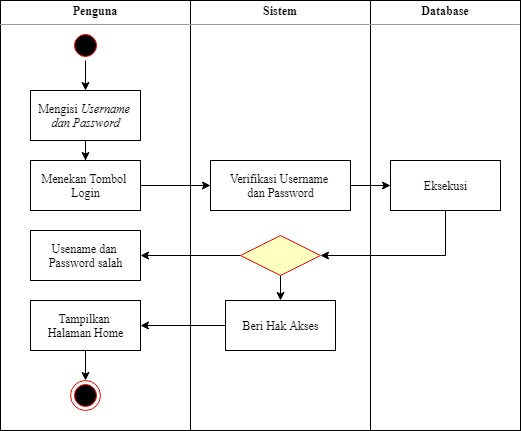 Penguna
Sistem
Database
Mengisi Username
dan Password
Menekan Tombol
Login
Verifikasi Username
dan Password
Eksekusi
Usename dan
Password salah
Tampilkan
Halaman Home
Beri Hak Akses